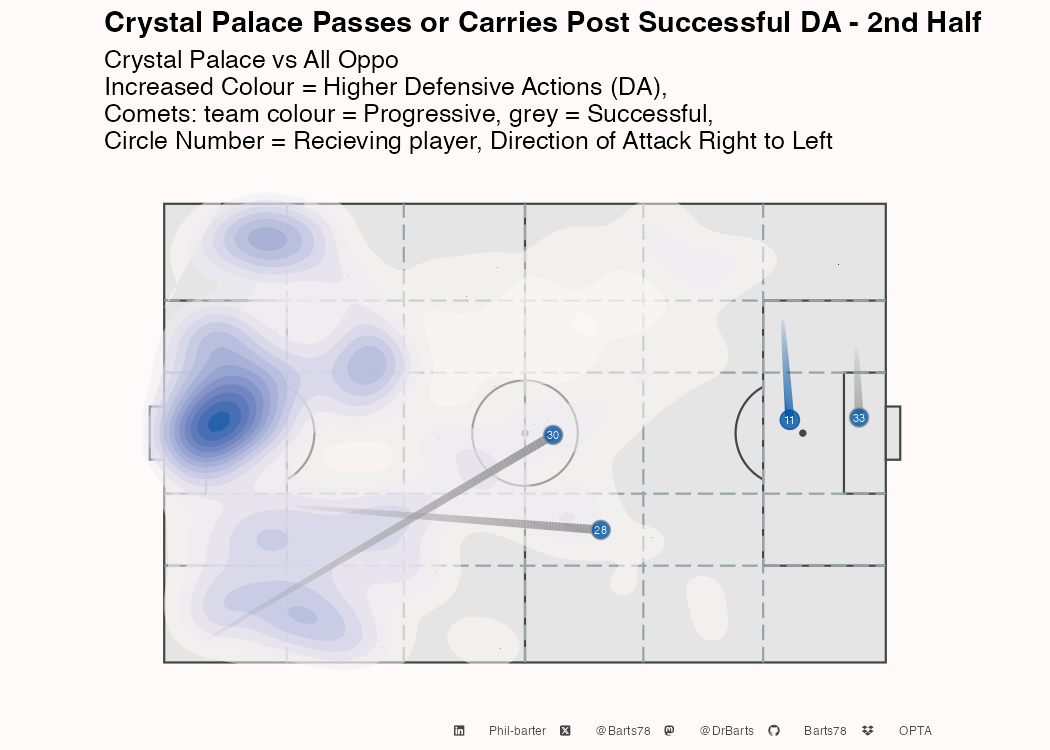 Crystal Palace Passes or Carries Post Successful DA - 2nd Half
Crystal Palace vs All Oppo
Increased Colour = Higher Defensive Actions (DA),
Comets: team colour = Progressive, grey = Successful,
Circle Number = Recieving player, Direction of Attack Right to Left
11
33
30
28
Phil-barter @Barts78 @DrBarts Barts78 OPTA